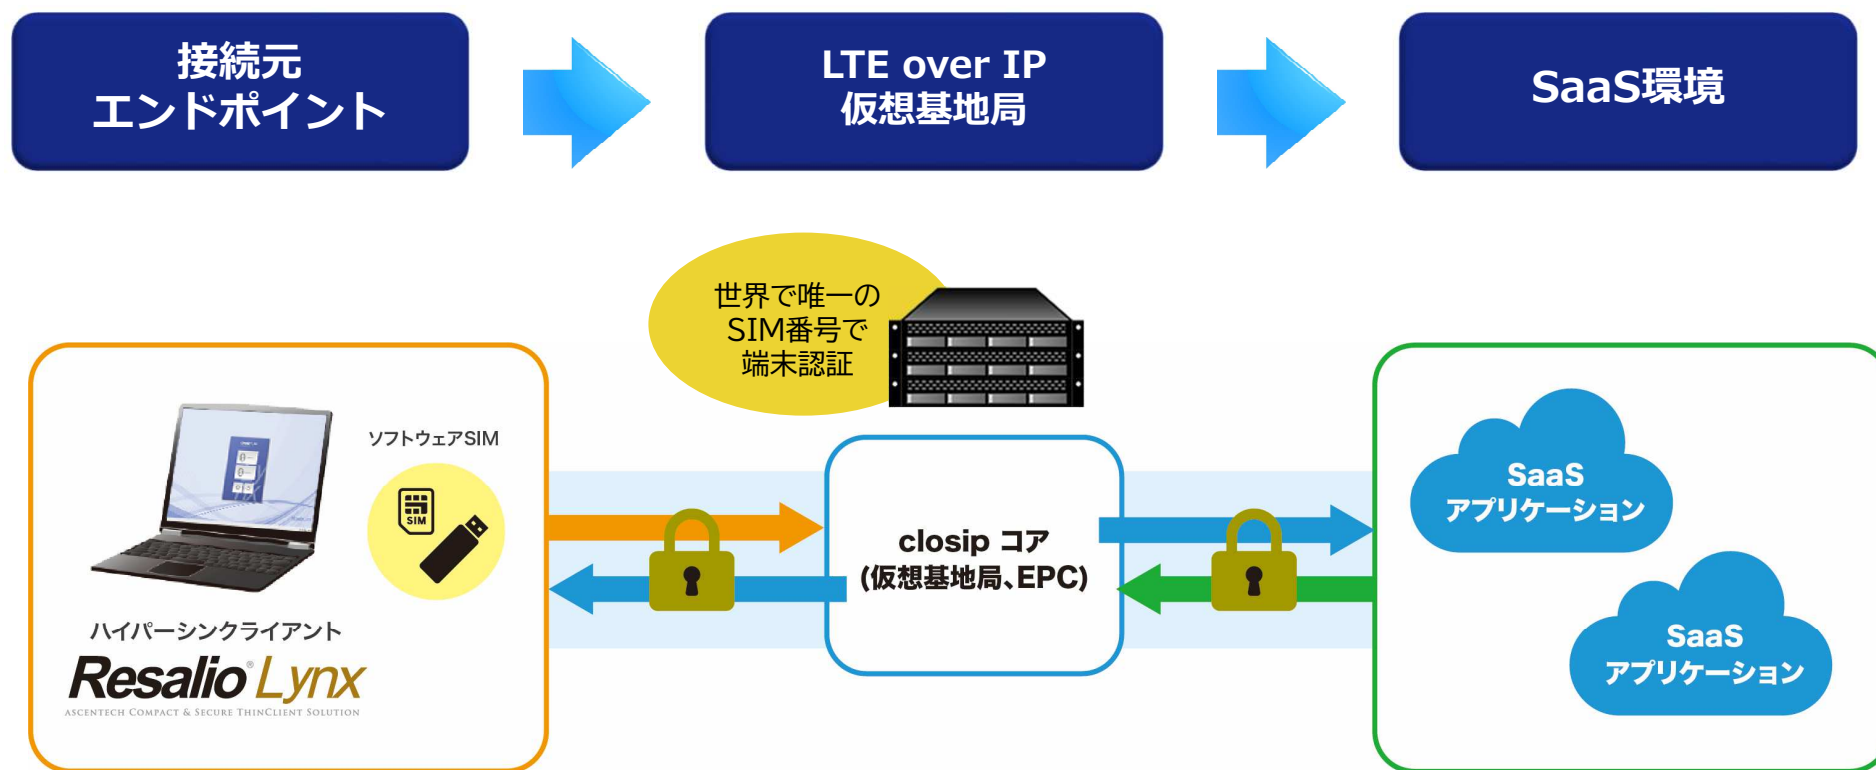 接続元
エンドポイント
LTE over IP
仮想基地局
SaaS環境
世界で唯一の
SIM番号で
端末認証
ソフトウェアSIM
SIM
ハイパーシンクライアント
Resalio® Lynx
ASCENTECH COMPACT & SECURE THINCLIENT SOLUTION
closip コア
(仮想基地局、EPC)
SaaS
アプリケーション
SaaS
アプリケーション